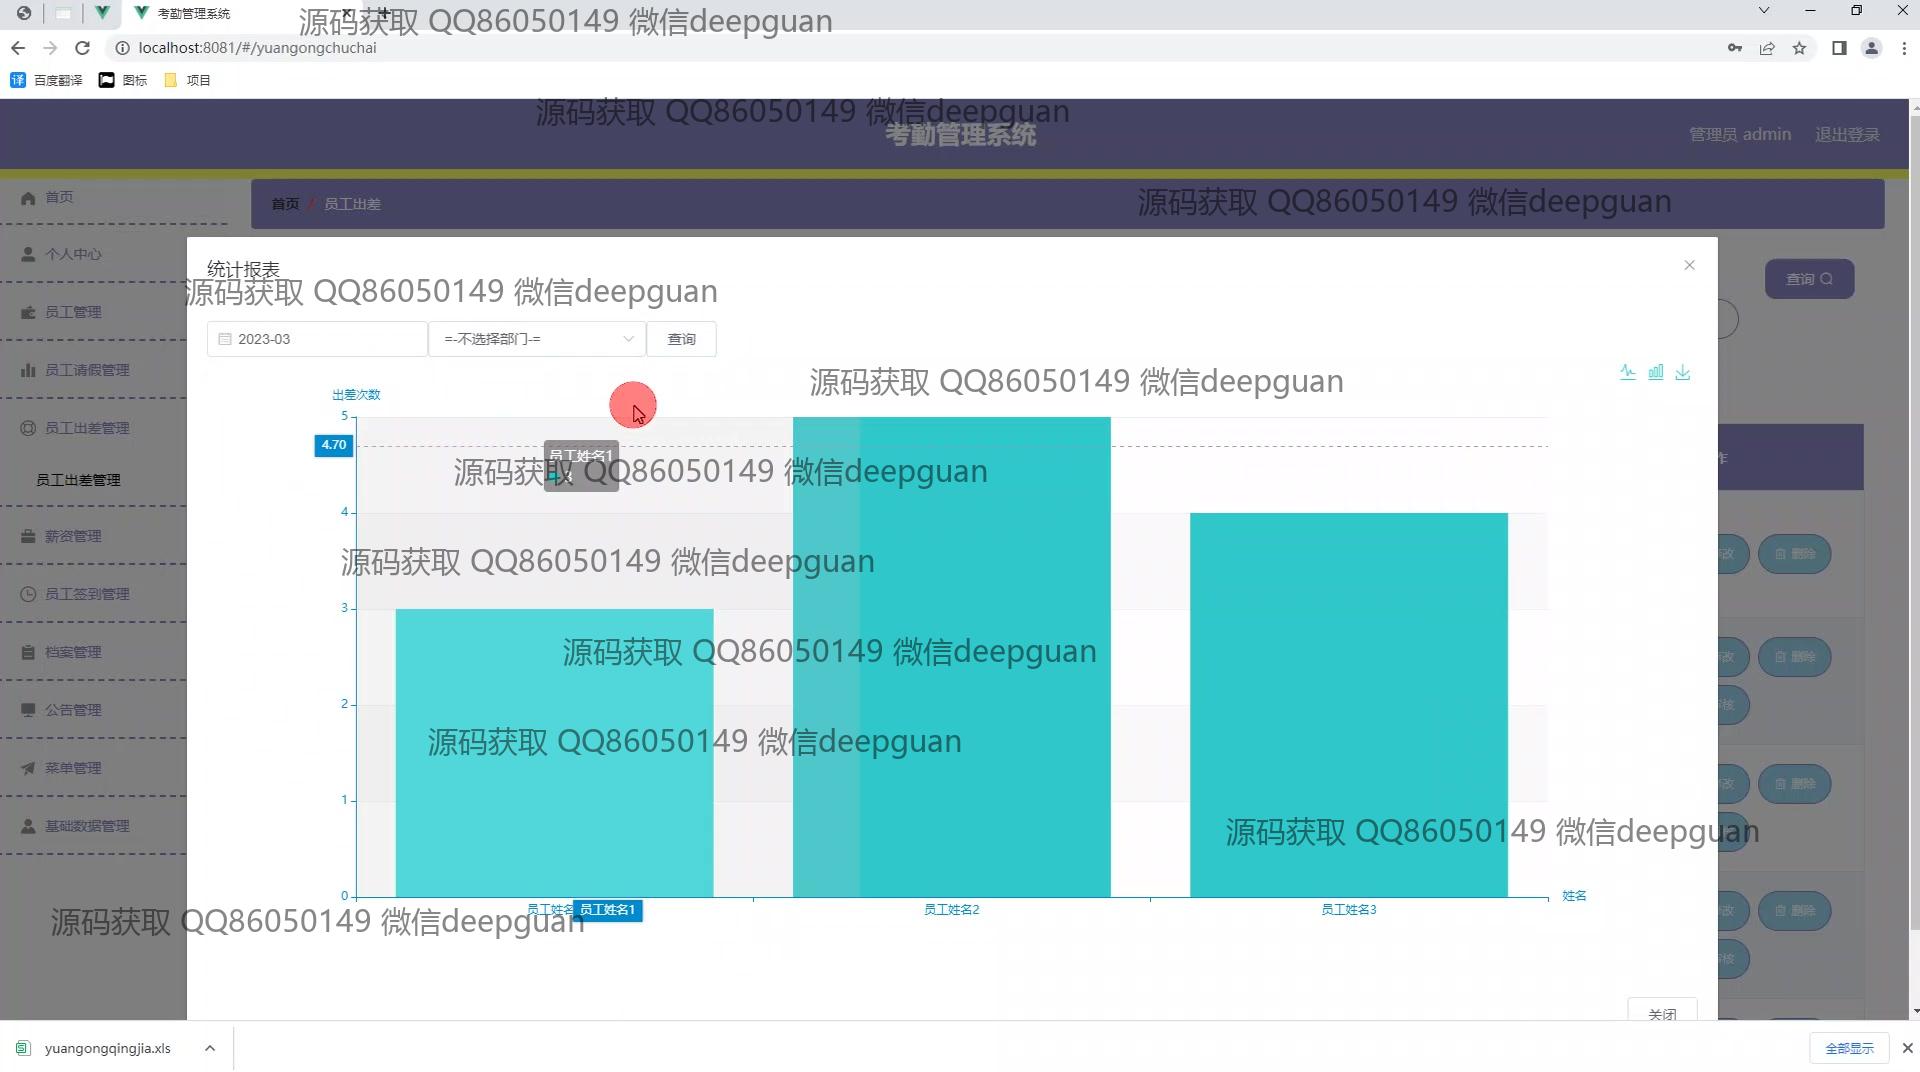 考勤管理系统
源码获取 QQ86050149 微信deepguan
localhost:8081/#/yuangongchuchai
百度翻译 图标 项目
源码获取 QQ86050149 微信deepguan
考勤管理系统
管理员 admin 退出登录
首页
首页 / 员工出差
源码获取 QQ86050149 微信deepguan
个人中心
统计报表
查询
源码获取 QQ86050149 微信deepguan
员工管理
2023-03 =-不选择部门-= 查询
员工请假管理
源码获取 QQ86050149 微信deepguan
出差次数
5
员工出差管理
4.70
员工姓名1
3
源码获取 QQ86050149 微信deepguan
作
员工出差管理
4
薪资管理
源码获取 QQ86050149 微信deepguan
改 删除
员工签到管理
3
档案管理
源码获取 QQ86050149 微信deepguan
改 删除
2
公告管理
核
源码获取 QQ86050149 微信deepguan
菜单管理
改 删除
1
基础数据管理
源码获取 QQ86050149 微信deepguan
0
姓名
员工姓名 员工姓名1 员工姓名2 员工姓名3
改 删除
源码获取 QQ86050149 微信deepguan
核
关闭
yuangongqingjia.xls
全部显示